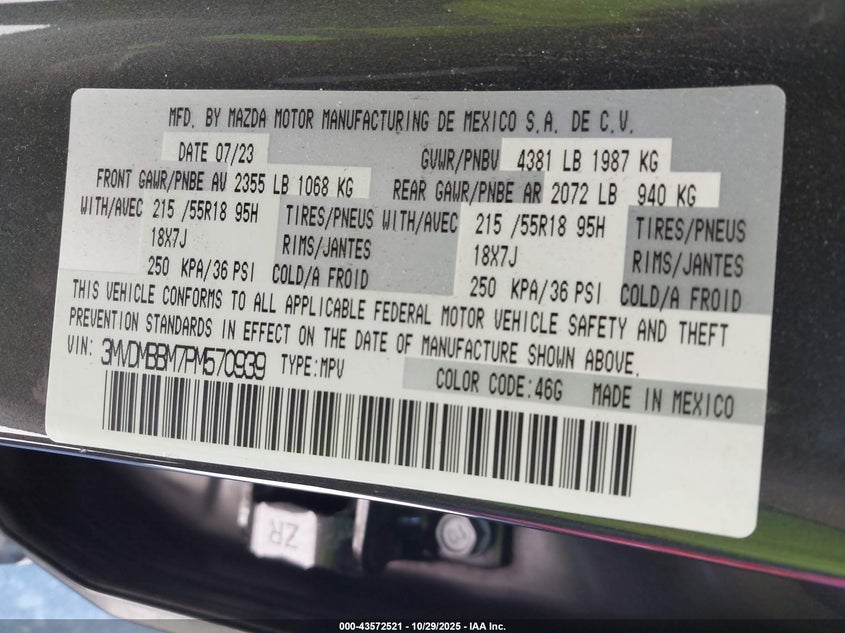 MFD. BY MAZDA MOTOR MANUFACTURING DE MEXICO S.A. DE C.V.
DATE 07/23 GVWR/PNBV 4381 LB 1987 KG
FRONT GAWR/PNBE AV 2355 LB 1068 KG REAR GAWR/PNBE AR 2072 LB 940 KG
WITH/AVEC 215 /55R18 95H TIRES/PNEUS WITH/AVEC 215 /55R18 95H TIRES/PNEUS
18X7J RIMS/JANTES 18X7J RIMS/JANTES
250 KPA/36 PSI COLD/A FROID 250 KPA/36 PSI COLD/A FROID
THIS VEHICLE CONFORMS TO ALL APPLICABLE FEDERAL MOTOR VEHICLE SAFETY AND THEFT
PREVENTION STANDARDS IN EFFECT ON THE DATE OF MANUFACTURE SHOWN ABOVE.
VIN: 3MVDMBBM7PM570939 TYPE:MPV COLOR CODE:46G MADE IN MEXICO
ZR
000-43572521 - 10/29/2025 - IAA Inc.